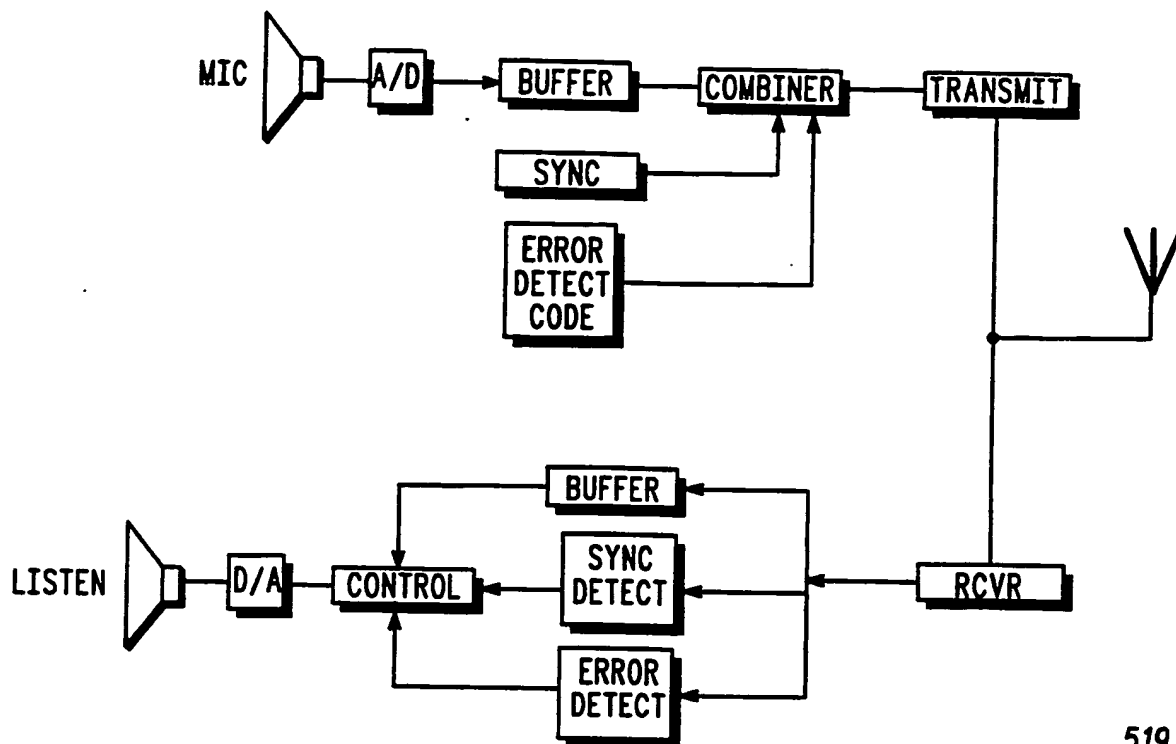 MIC
A/D
BUFFER
COMBINER
TRANSMIT
SYNC
ERROR
DETECT
CODE
BUFFER
LISTEN
D/A
CONTROL
SYNC
DETECT
RCVR
ERROR
DETECT
519